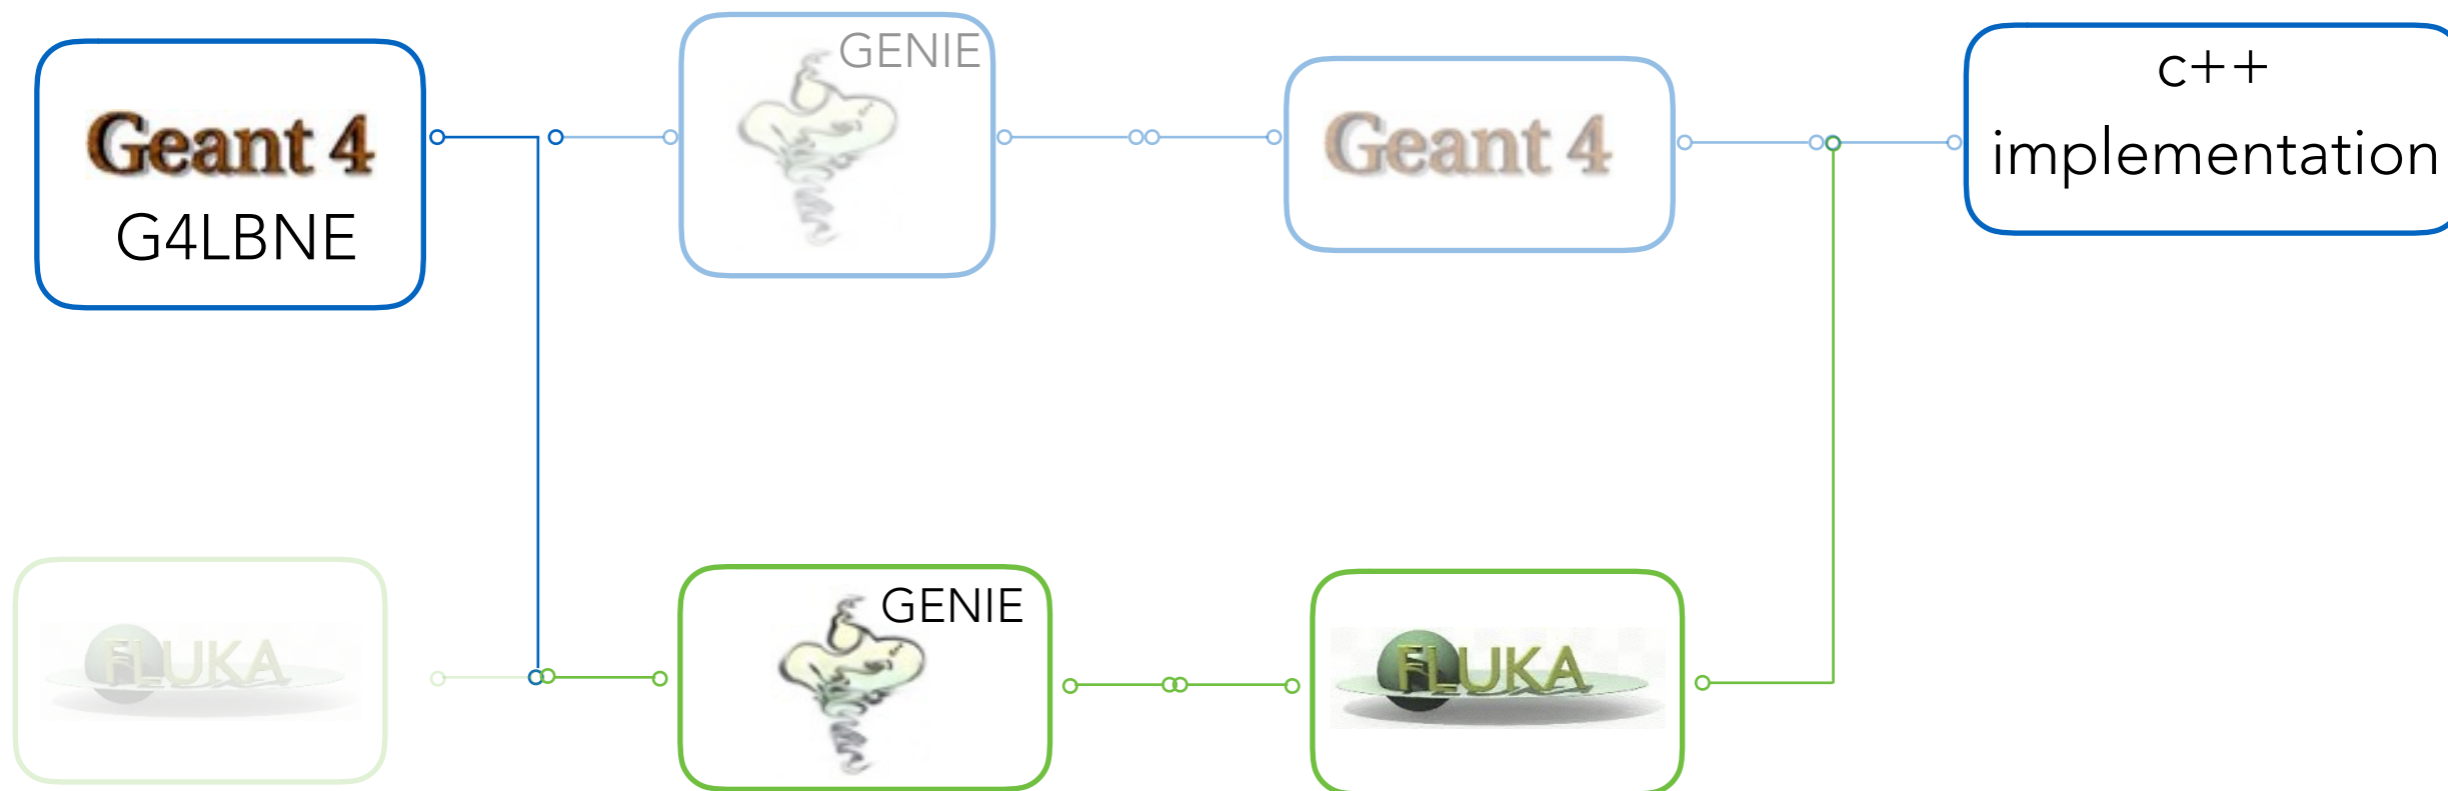 Geant 4
G4LBNE
GENIE
Geant 4
c++
implementation
FLUKA
GENIE
FLUKA